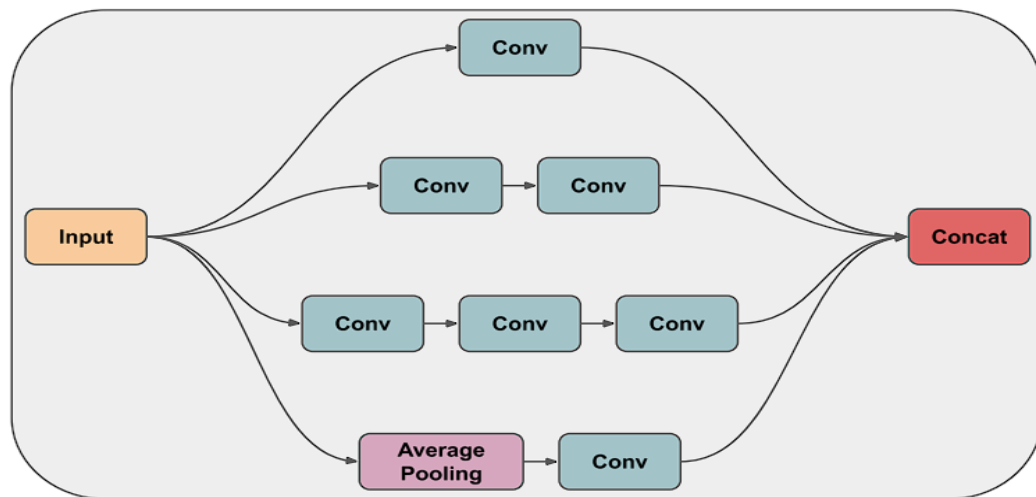 Conv
Conv
Conv
Input
Concat
Conv
Conv
Conv
Average
Pooling
Conv